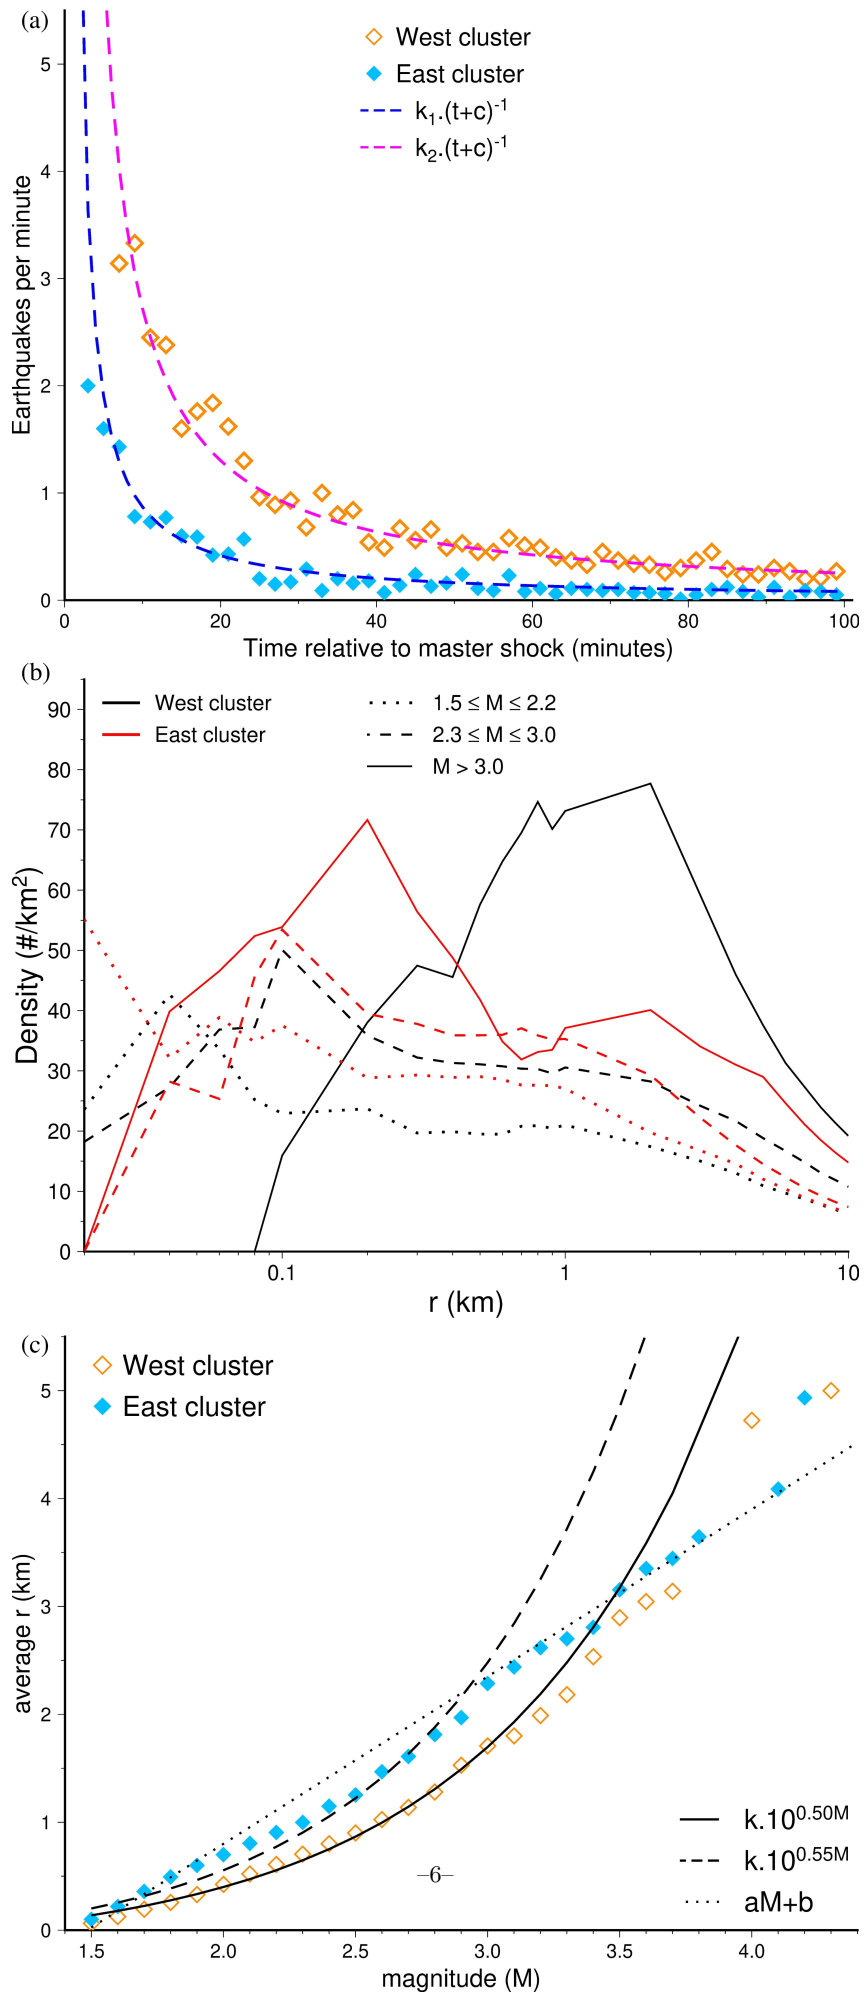 (a)
West cluster
East cluster
k1.(t+c)-1
k2.(t+c)-1
Earthquakes per minute
5
4
3
2
1
0
0 20 40 60 80 100
Time relative to master shock (minutes)
(b)
West cluster
East cluster
1.5 ≤ M ≤ 2.2
2.3 ≤ M ≤ 3.0
M > 3.0
Density (#/km2)
90
80
70
60
50
40
30
20
10
0
0.1 1 10
r (km)
(c)
West cluster
East cluster
average r (km)
5
4
3
2
1
0
k.10^0.50M
k.10^0.55M
aM+b
–6–
1.5 2.0 2.5 3.0 3.5 4.0
magnitude (M)